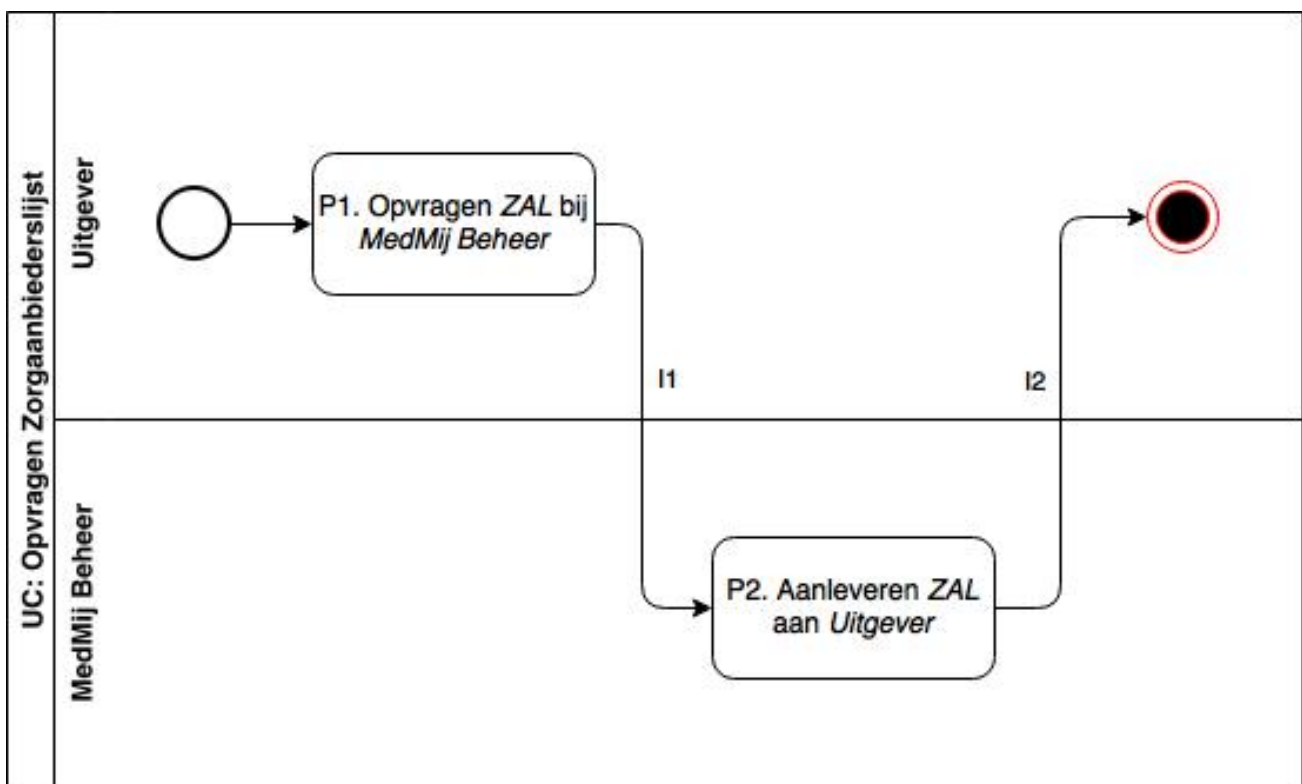 UC: Opvragen Zorgaanbiederslijst
Uitgever
P1. Opvragen ZAL bij
MedMij Beheer
I1
I2
MedMij Beheer
P2. Aanleveren ZAL
aan Uitgever